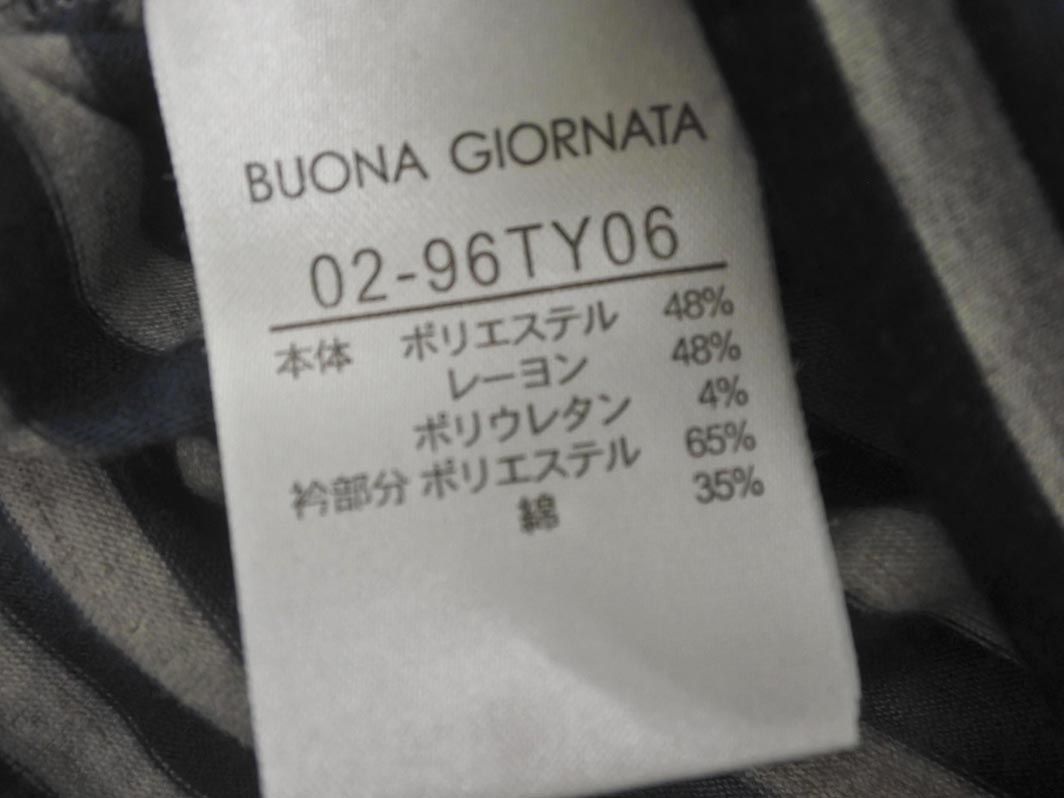 BUONA GIORNATA
02-96TY06
本体 ポリエステル 48%
レーヨン 48%
ポリウレタン 4%
衿部分 ポリエステル 65%
綿 35%